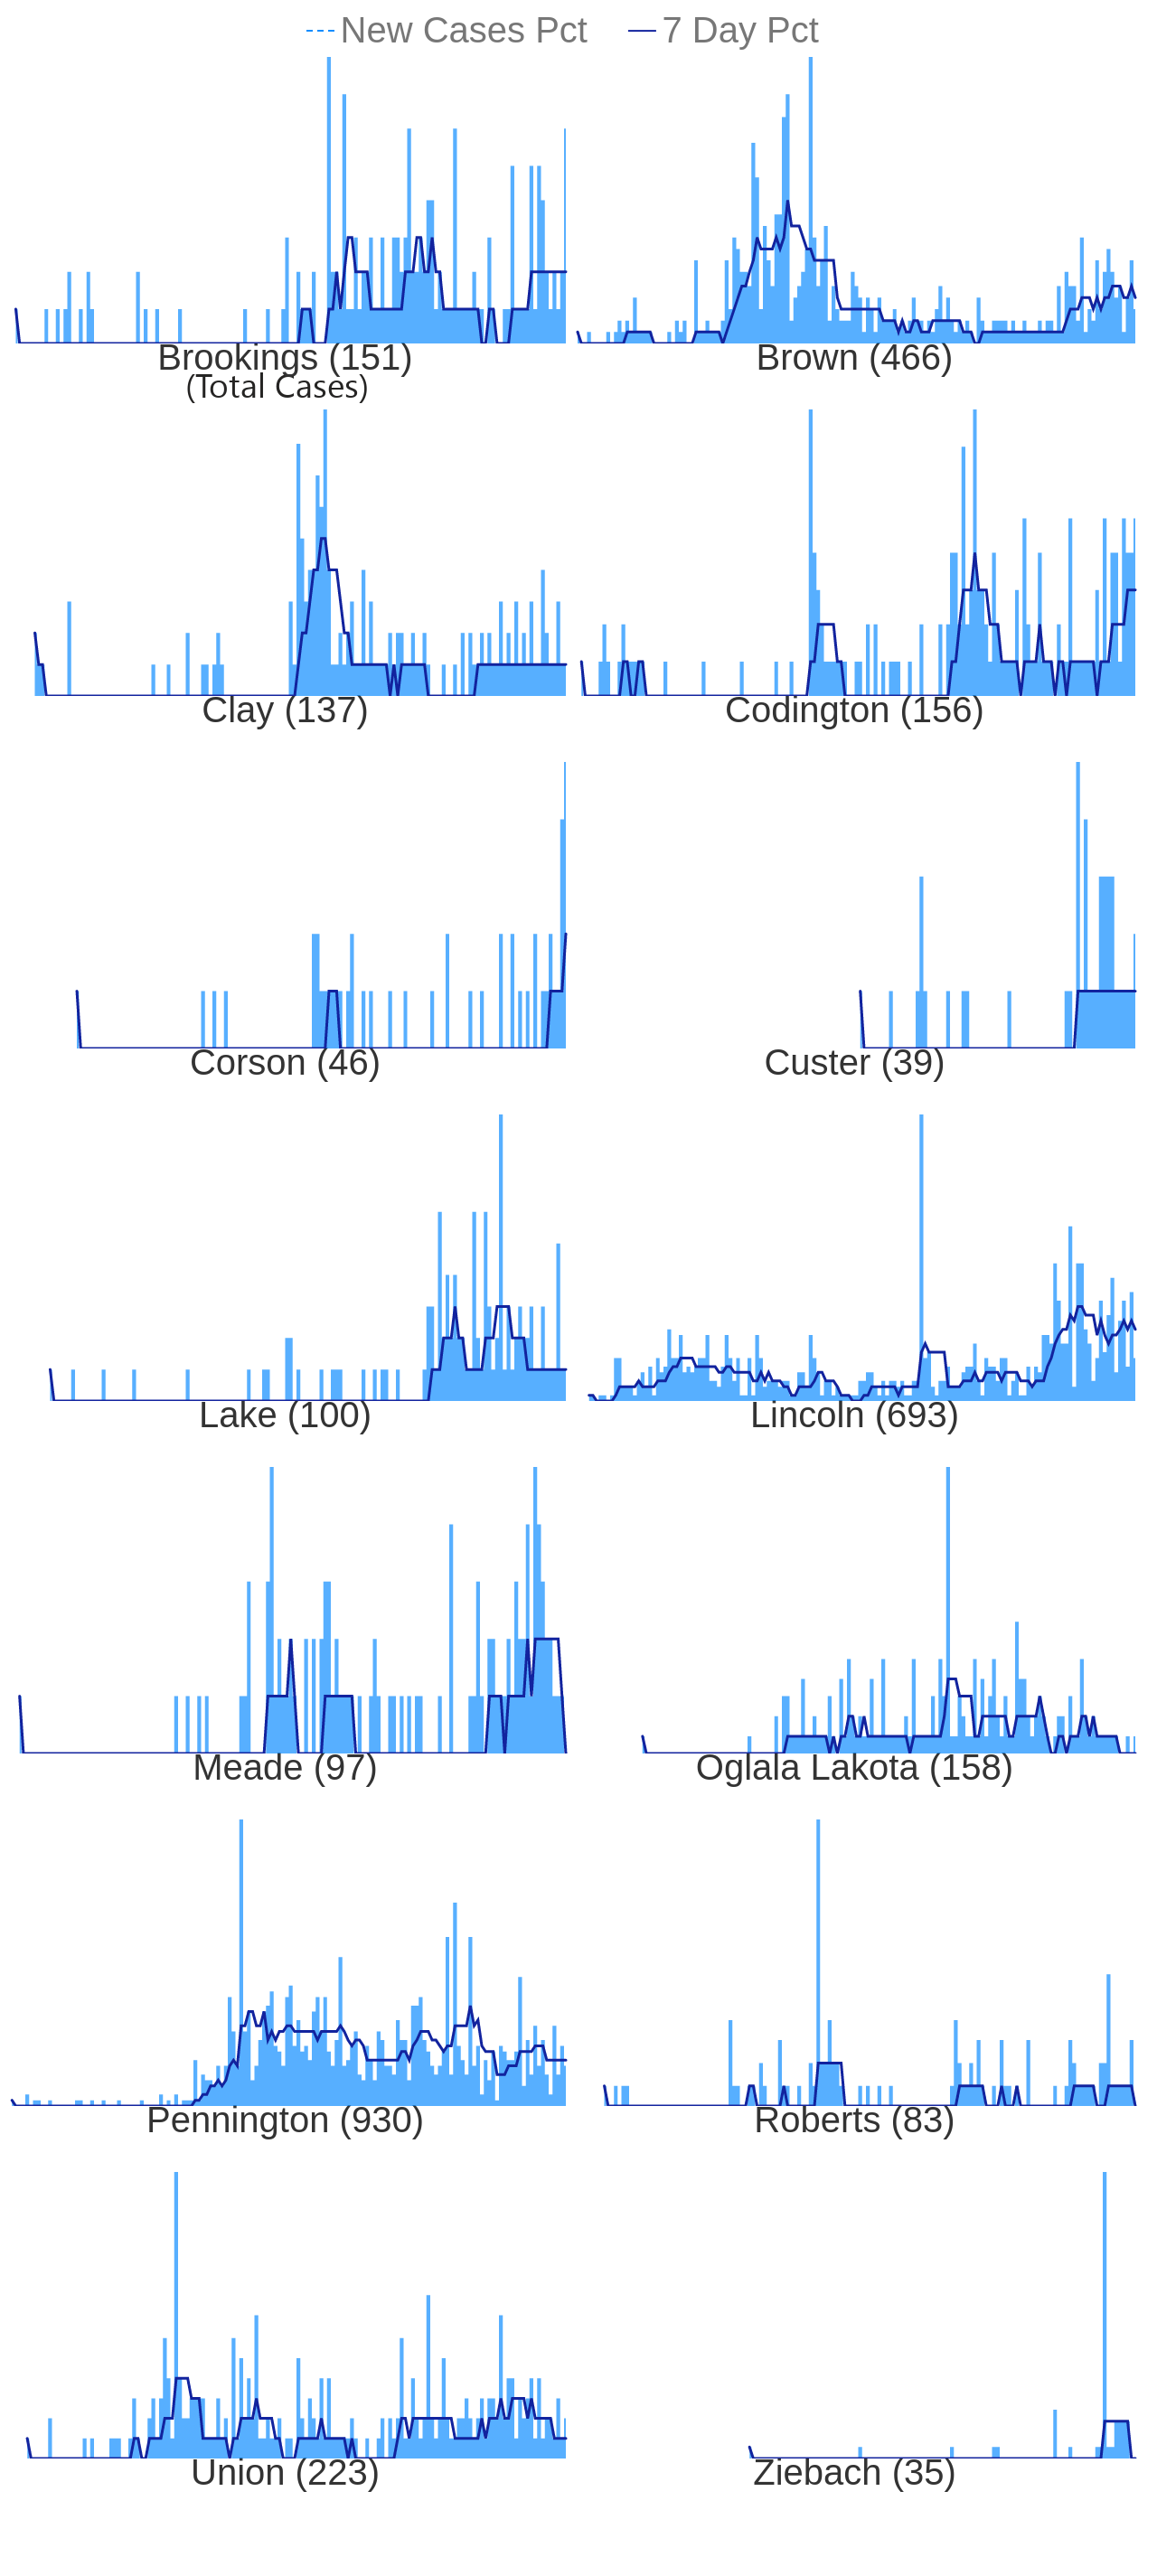 New Cases Pct 7 Day Pct
Brookings (151) Brown (466)
(Total Cases)
Clay (137) Codington (156)
Corson (46) Custer (39)
Lake (100) Lincoln (693)
Meade (97) Oglala Lakota (158)
Pennington (930) Roberts (83)
Union (223) Ziebach (35)